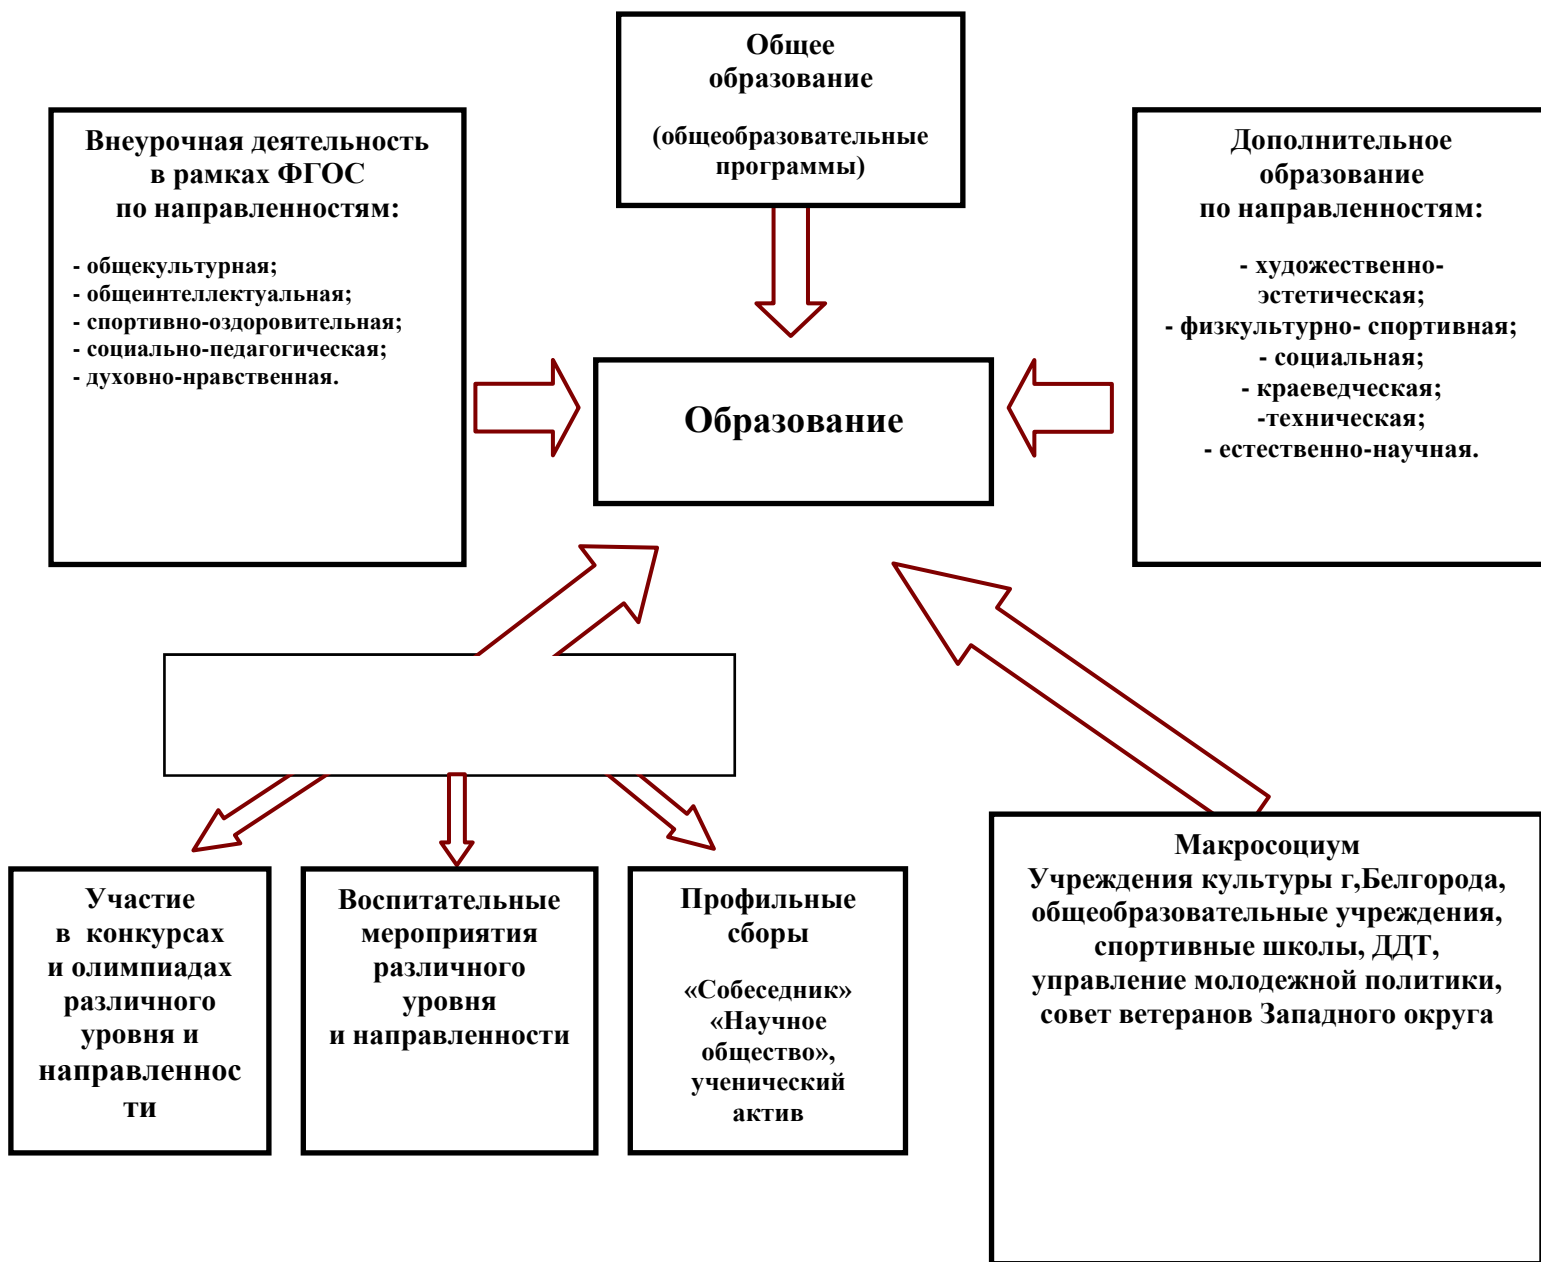 Общее
образование
(общеобразовательные
программы)
Внеурочная деятельность
в рамках ФГОС
по направленностям:
- общекультурная;
- общеинтеллектуальная;
- спортивно-оздоровительная;
- социально-педагогическая;
- духовно-нравственная.
Дополнительное
образование
по направленностям:
- художественно-
эстетическая;
- физкультурно- спортивная;
- социальная;
- краеведческая;
-техническая;
- естественно-научная.
Образование
Участие
в конкурсах
и олимпиадах
различного
уровня и
направленнос
ти
Воспитательные
мероприятия
различного
уровня
и направленности
Профильные
сборы
«Собеседник»
«Научное
общество»,
ученический
актив
Макросоциум
Учреждения культуры г,Белгорода,
общеобразовательные учреждения,
спортивные школы, ДДТ,
управление молодежной политики,
совет ветеранов Западного округа